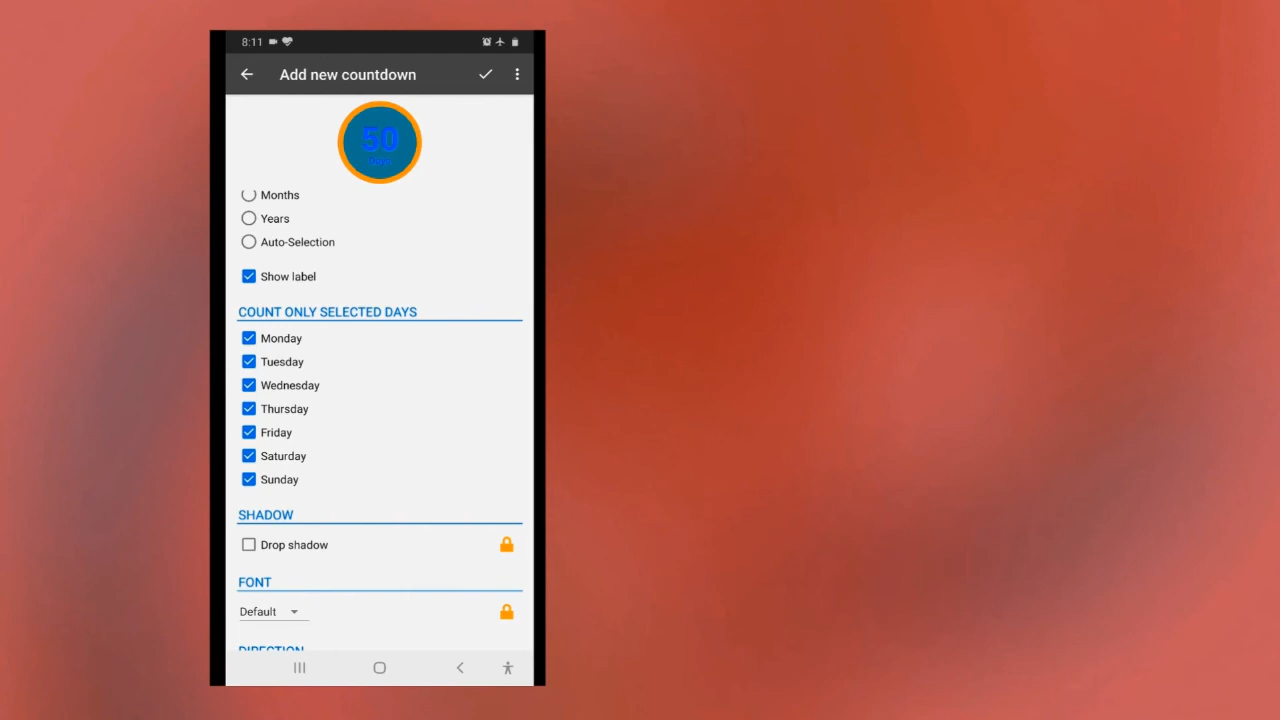 8:11
Add new countdown
50
Days
Months
Years
Auto-Selection
Show label
COUNT ONLY SELECTED DAYS
Monday
Tuesday
Wednesday
Thursday
Friday
Saturday
Sunday
SHADOW
Drop shadow
FONT
Default
DIRECTION